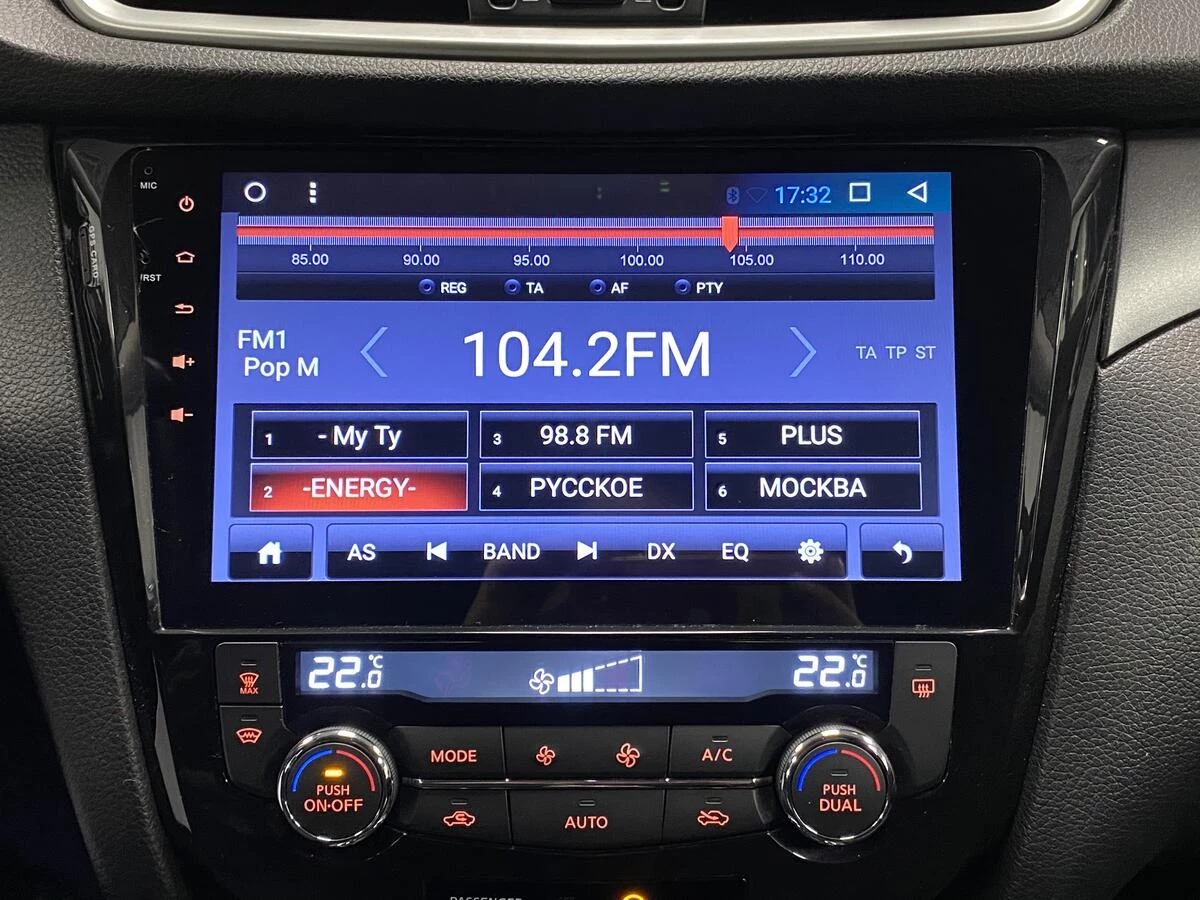 MIC
17:32
GPS CARD
RST
85.00 90.00 95.00 100.00 105.00 110.00
REG TA AF PTY
FM1
Pop M
104.2FM
TA TP ST
1 - My Ty
3 98.8 FM
5 PLUS
2 -ENERGY-
4 РУССКОЕ
6 МОСКВА
AS BAND DX EQ
22.0 °C
22.0 °C
MAX
MODE
A/C
PUSH
ON·OFF
AUTO
PUSH
DUAL
PASSENGER